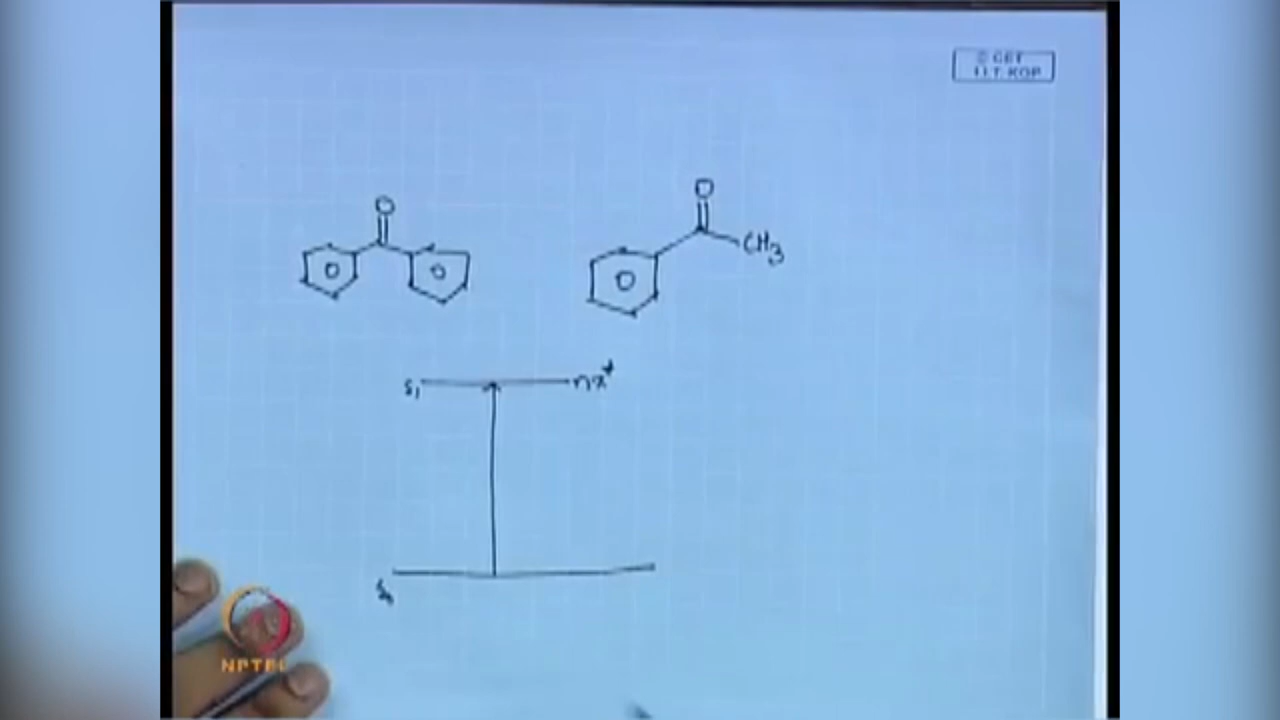 © CET
I.I.T. KGP
O
O
CH3
S1
nπ*
S0
NPTEL